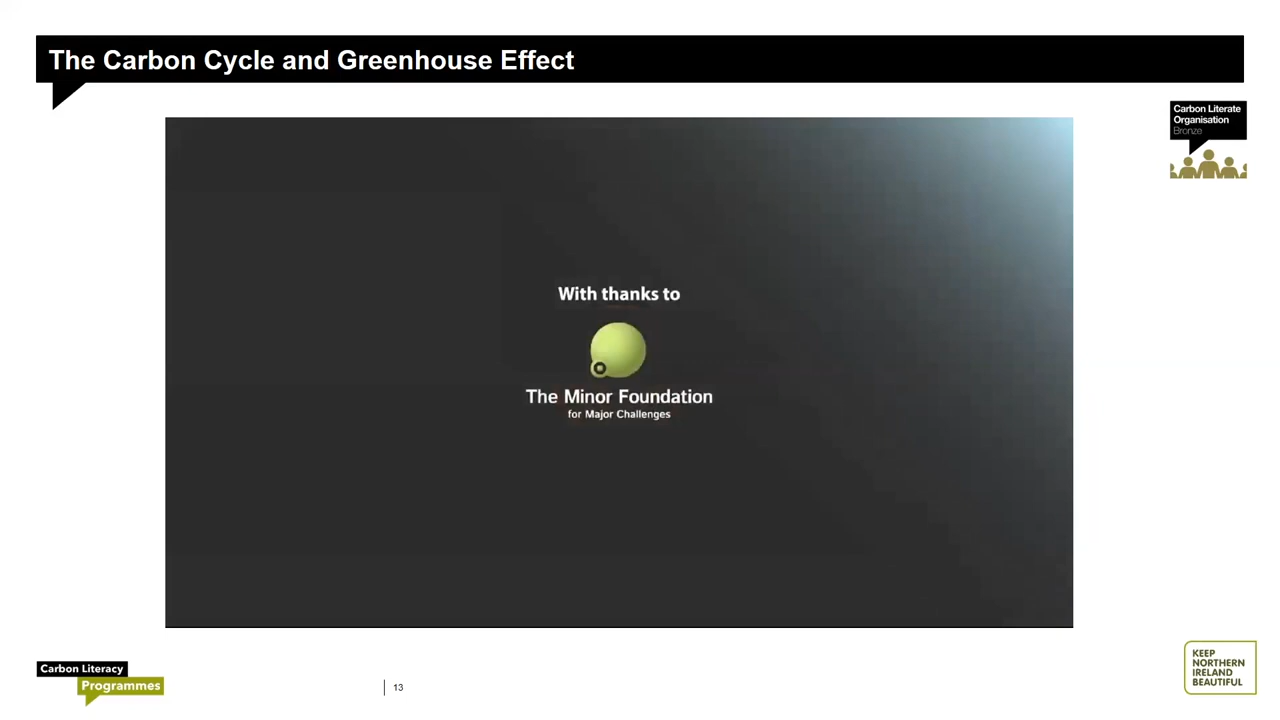 The Carbon Cycle and Greenhouse Effect
Carbon Literate
Organisation
Bronze
With thanks to
The Minor Foundation
for Major Challenges
Carbon Literacy
Programmes
13
KEEP
NORTHERN
IRELAND
BEAUTIFUL